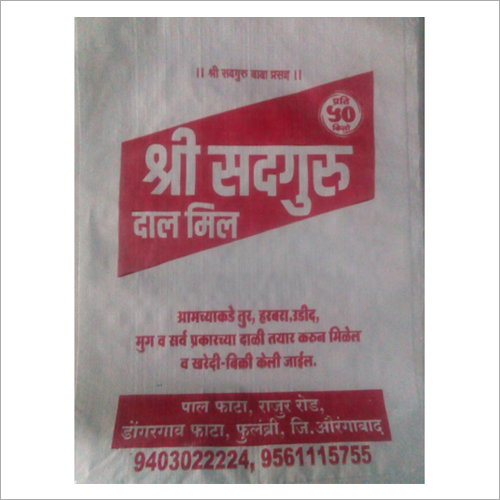 ।। श्री सदगुरु बाबा प्रसन्न ।।
प्रति
५०
किलो
श्री सदगुरु
दाल मिल
आमच्याकडे तुर, हरबरा,उडीद,
मुग व सर्व प्रकारच्या दाळी तयार करुन मिळेल
व खरेदी-बिक्री केली जाईल.
पाल फाटा, राजुर रोड,
डोंगरगाव फाटा, फुलंब्री, जि.औरंगाबाद
9403022224, 9561115755